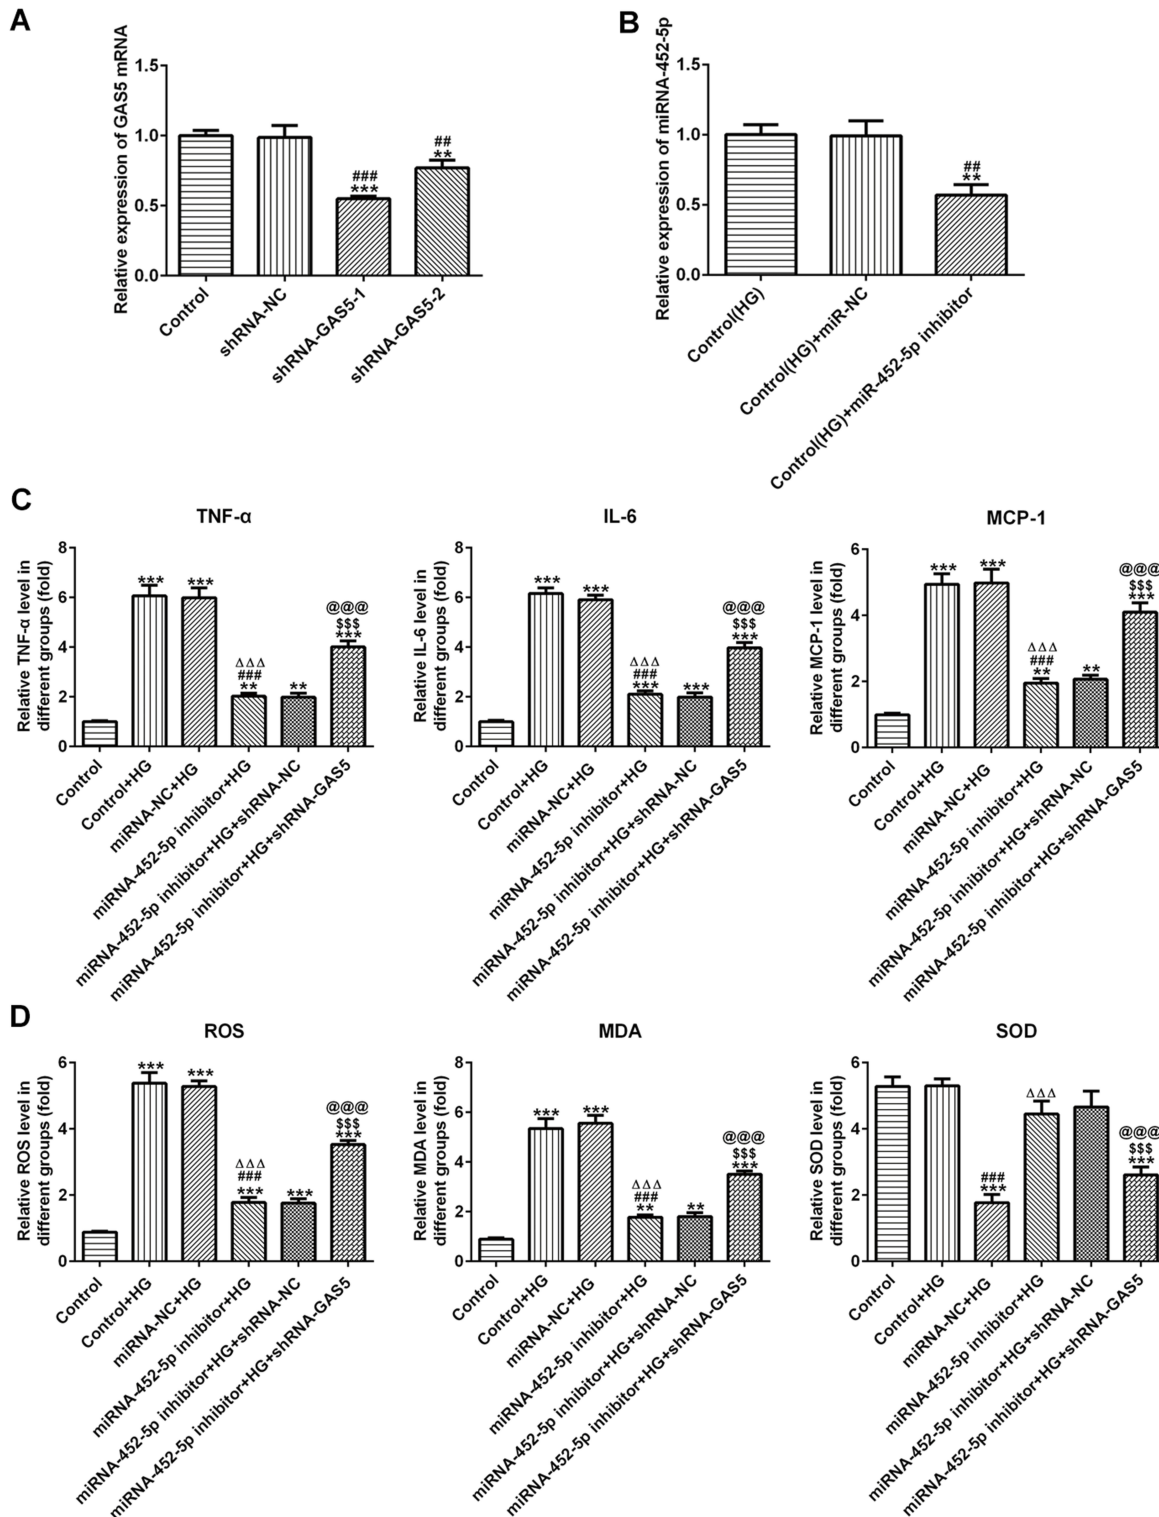 A
Relative expression of GAS5 mRNA
1.5
1.0
0.5
0.0
###
***
##
**
Control
shRNA-NC
shRNA-GAS5-1
shRNA-GAS5-2
B
Relative expression of miRNA-452-5p
1.5
1.0
0.5
0.0
##
**
Control(HG)
Control(HG)+miR-NC
Control(HG)+miR-452-5p inhibitor
C
TNF-α
Relative TNF-α level in
different groups (fold)
8
6
4
2
0
***
***
ΔΔΔ
###
**
**
@@@
$$$
***
Control
Control+HG
miRNA-NC+HG
miRNA-452-5p inhibitor+HG
miRNA-452-5p inhibitor+HG+shRNA-NC
miRNA-452-5p inhibitor+HG+shRNA-GAS5
IL-6
Relative IL-6 level in
different groups (fold)
8
6
4
2
0
***
***
ΔΔΔ
###
***
***
@@@
$$$
***
Control
Control+HG
miRNA-NC+HG
miRNA-452-5p inhibitor+HG
miRNA-452-5p inhibitor+HG+shRNA-NC
miRNA-452-5p inhibitor+HG+shRNA-GAS5
MCP-1
Relative MCP-1 level in
different groups (fold)
6
4
2
0
***
***
ΔΔΔ
###
**
**
@@@
$$$
***
Control
Control+HG
miRNA-NC+HG
miRNA-452-5p inhibitor+HG
miRNA-452-5p inhibitor+HG+shRNA-NC
miRNA-452-5p inhibitor+HG+shRNA-GAS5
D
ROS
Relative ROS level in
different groups (fold)
6
4
2
0
***
***
ΔΔΔ
###
***
***
@@@
$$$
***
Control
Control+HG
miRNA-NC+HG
miRNA-452-5p inhibitor+HG
miRNA-452-5p inhibitor+HG+shRNA-NC
miRNA-452-5p inhibitor+HG+shRNA-GAS5
MDA
Relative MDA level in
different groups (fold)
8
6
4
2
0
***
***
ΔΔΔ
###
**
**
@@@
$$$
***
Control
Control+HG
miRNA-NC+HG
miRNA-452-5p inhibitor+HG
miRNA-452-5p inhibitor+HG+shRNA-NC
miRNA-452-5p inhibitor+HG+shRNA-GAS5
SOD
Relative SOD level in
different groups (fold)
6
4
2
0
###
***
ΔΔΔ
@@@
$$$
***
Control
Control+HG
miRNA-NC+HG
miRNA-452-5p inhibitor+HG
miRNA-452-5p inhibitor+HG+shRNA-NC
miRNA-452-5p inhibitor+HG+shRNA-GAS5